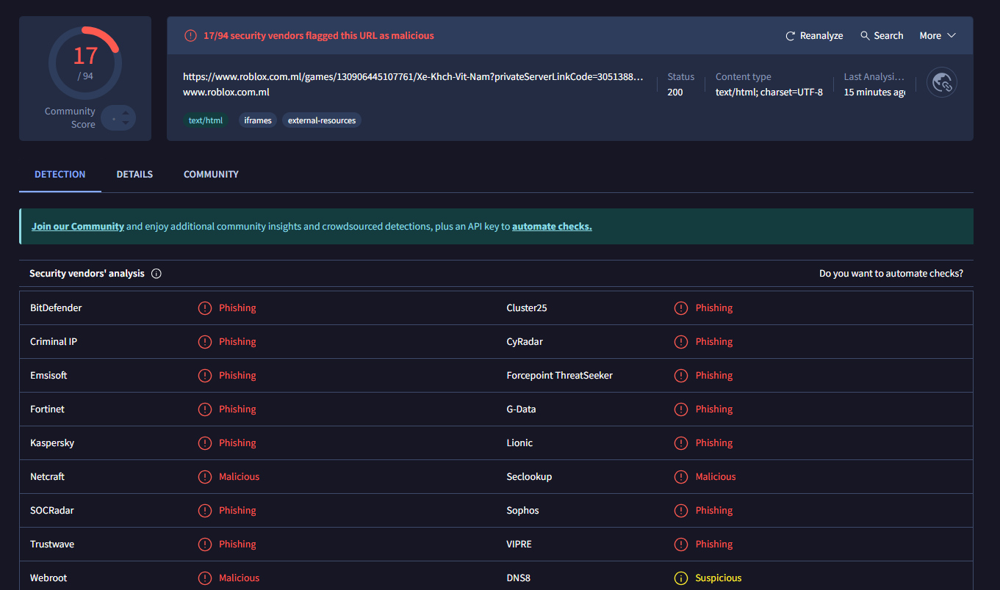 17
/ 94
Community
Score
17/94 security vendors flagged this URL as malicious
Reanalyze
Search
More
https://www.roblox.com.ml/games/130906445107761/Xe-Khch-Vit-Nam?privateServerLinkCode=3051388...
www.roblox.com.ml
text/html
iframes
external-resources
Status
200
Content type
text/html; charset=UTF-8
Last Analysi...
15 minutes ago
DETECTION
DETAILS
COMMUNITY
Join our Community and enjoy additional community insights and crowdsourced detections, plus an API key to automate checks.
Security vendors' analysis
Do you want to automate checks?
BitDefender Phishing Cluster25 Phishing
Criminal IP Phishing CyRadar Phishing
Emsisoft Phishing Forcepoint ThreatSeeker Phishing
Fortinet Phishing G-Data Phishing
Kaspersky Phishing Lionic Phishing
Netcraft Malicious Seclookup Malicious
SOCRadar Phishing Sophos Phishing
Trustwave Phishing VIPRE Phishing
Webroot Malicious DNS8 Suspicious